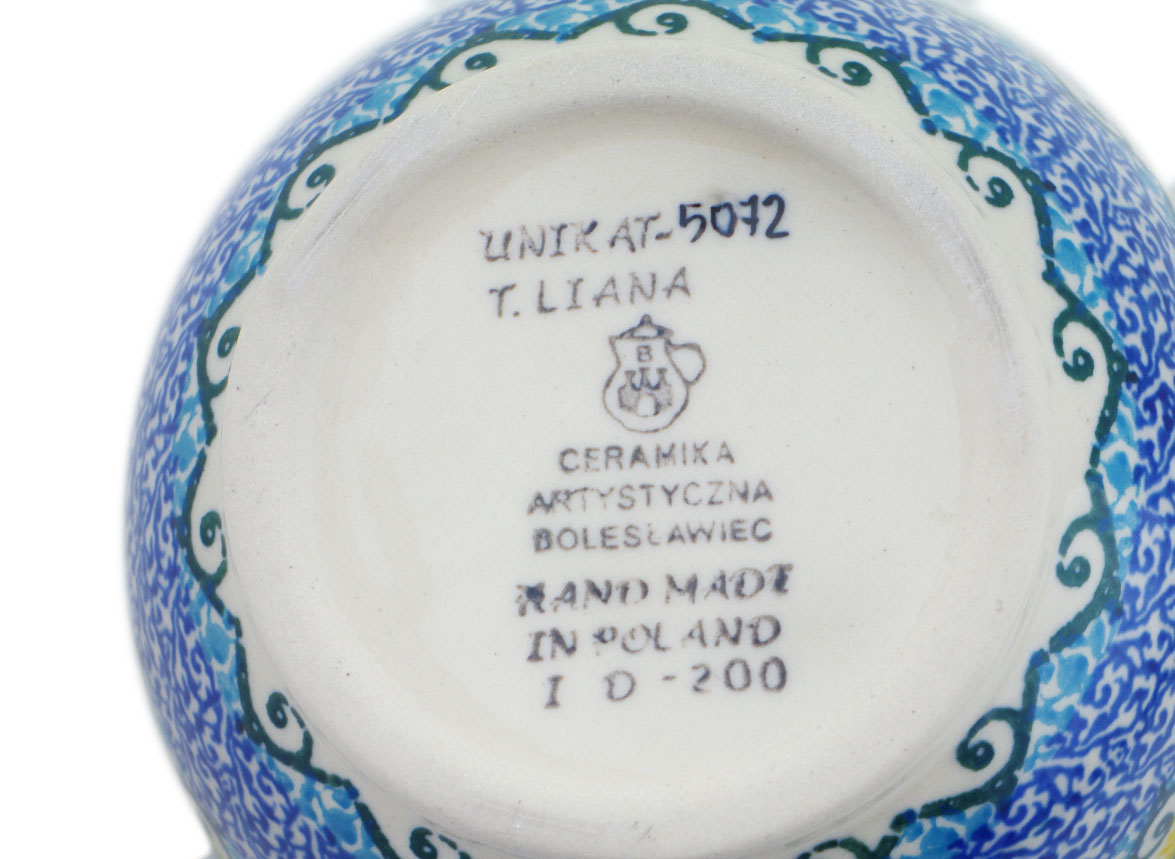 UNIKAT-5072
T. LIANA
B
CERAMIKA
ARTYSTYCZNA
BOLESŁAWIEC
HAND MADE
IN POLAND
I D -200